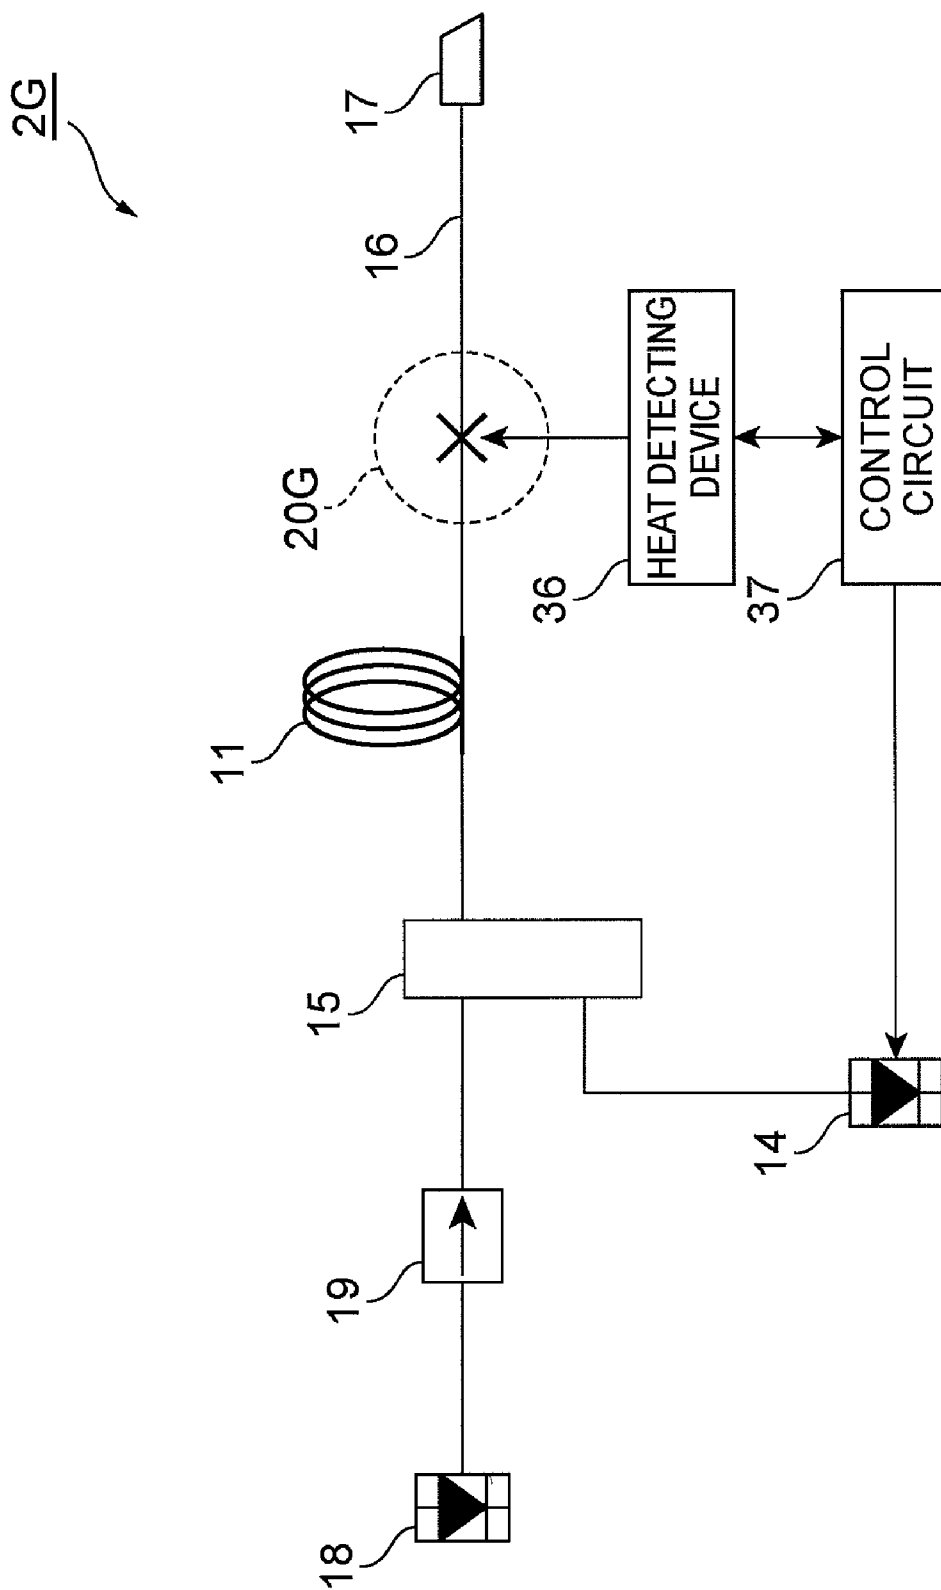 2G
17
16
20G
HEAT DETECTING
DEVICE
36
CONTROL
CIRCUIT
37
11
15
14
19
18